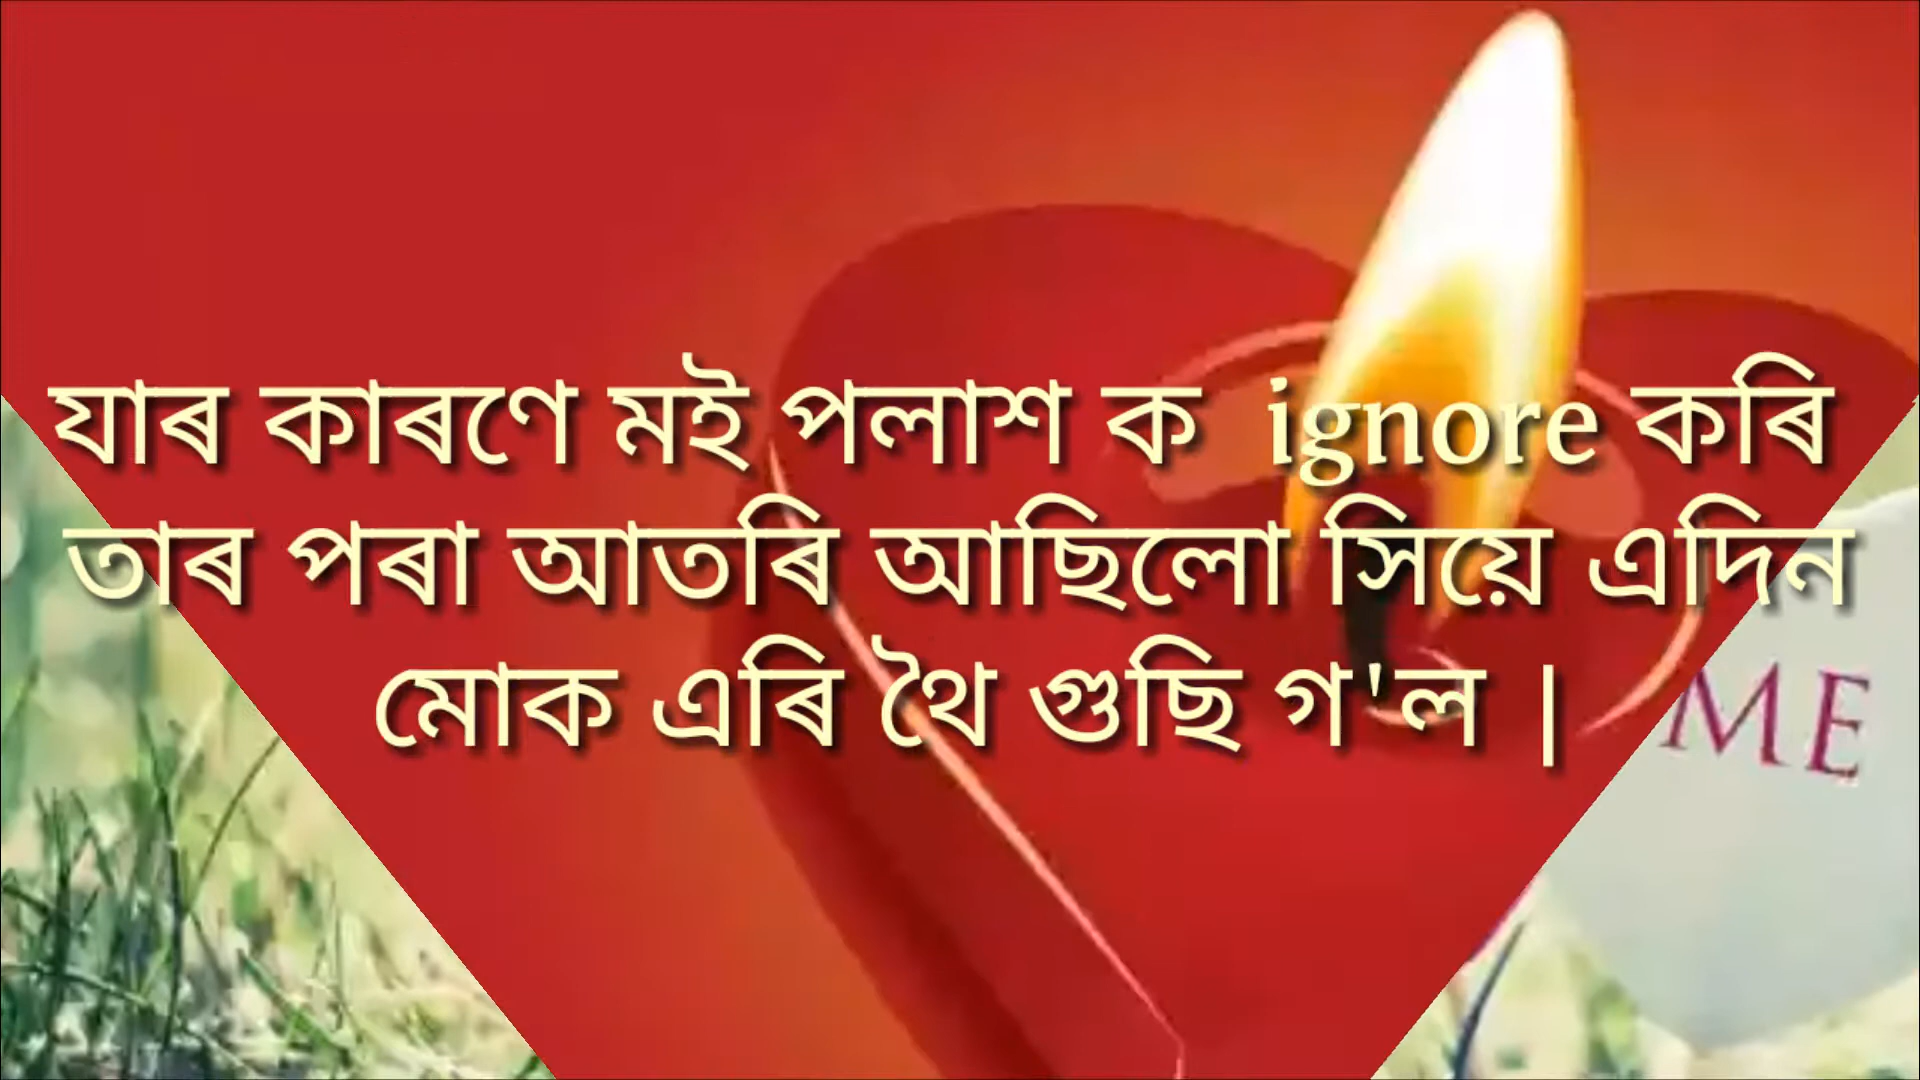 যাৰ কাৰণে মই পলাশ ক ignore কৰি
তাৰ পৰা আতৰি আছিলো সিয়ে এদিন
মোক এৰি থৈ গুছি গ'ল |
ME